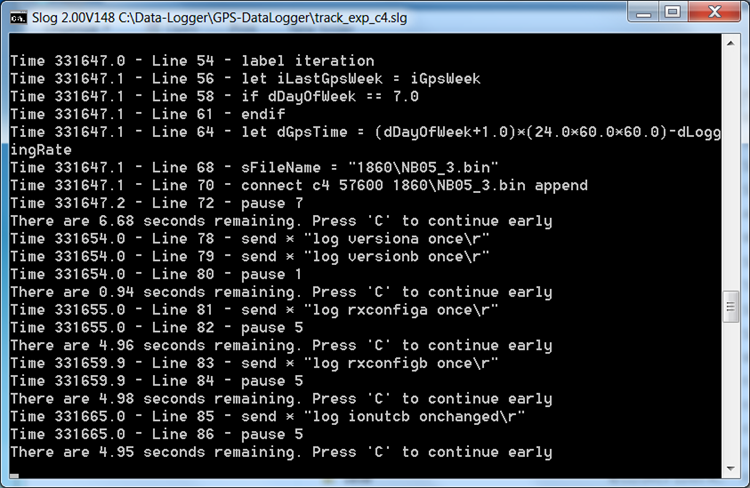 Slog 2.00V148 C:\Data-Logger\GPS-DataLogger\track_exp_c4.slg
Time 331647.0 - Line 54 - label iteration
Time 331647.1 - Line 56 - let iLastGpsWeek = iGpsWeek
Time 331647.1 - Line 58 - if dDayOfWeek == 7.0
Time 331647.1 - Line 61 - endif
Time 331647.1 - Line 64 - let dGpsTime = (dDayOfWeek+1.0)*(24.0*60.0*60.0)-dLogg
ingRate
Time 331647.1 - Line 68 - sFileName = "1860\NB05_3.bin"
Time 331647.1 - Line 70 - connect c4 57600 1860\NB05_3.bin append
Time 331647.2 - Line 72 - pause 7
There are 6.68 seconds remaining. Press 'C' to continue early
Time 331654.0 - Line 78 - send * "log versiona once\r"
Time 331654.0 - Line 79 - send * "log versionb once\r"
Time 331654.0 - Line 80 - pause 1
There are 0.94 seconds remaining. Press 'C' to continue early
Time 331655.0 - Line 81 - send * "log rxconfiga once\r"
Time 331655.0 - Line 82 - pause 5
There are 4.96 seconds remaining. Press 'C' to continue early
Time 331659.9 - Line 83 - send * "log rxconfigb once\r"
Time 331659.9 - Line 84 - pause 5
There are 4.98 seconds remaining. Press 'C' to continue early
Time 331665.0 - Line 85 - send * "log ionutcb onchanged\r"
Time 331665.0 - Line 86 - pause 5
There are 4.95 seconds remaining. Press 'C' to continue early